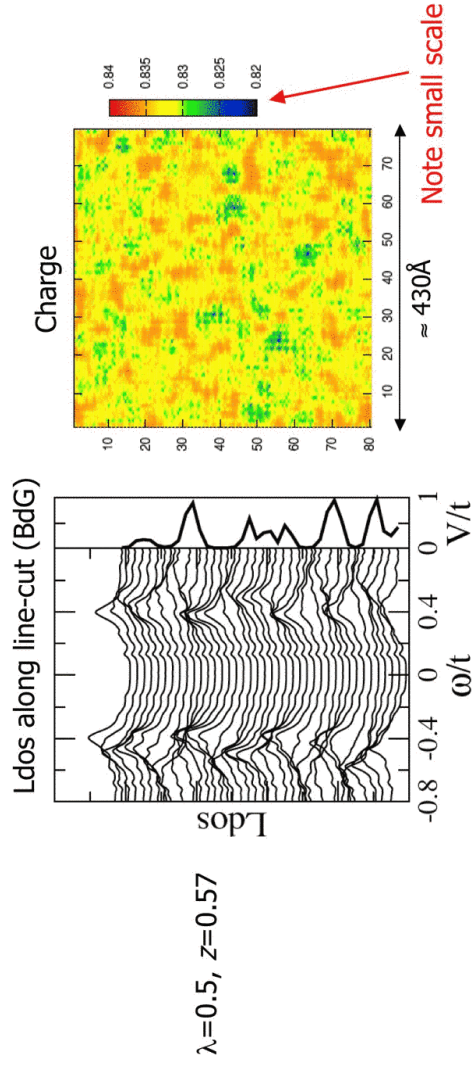 λ=0.5, z=0.57
Ldos along line-cut (BdG)
Ldos
-0.8 -0.4 0 0.4 0 1
ω/t V/t
Charge
10
20
30
40
50
60
70
80
10 20 30 40 50 60 70
≈ 430Å
0.84
0.835
0.83
0.825
0.82
Note small scale